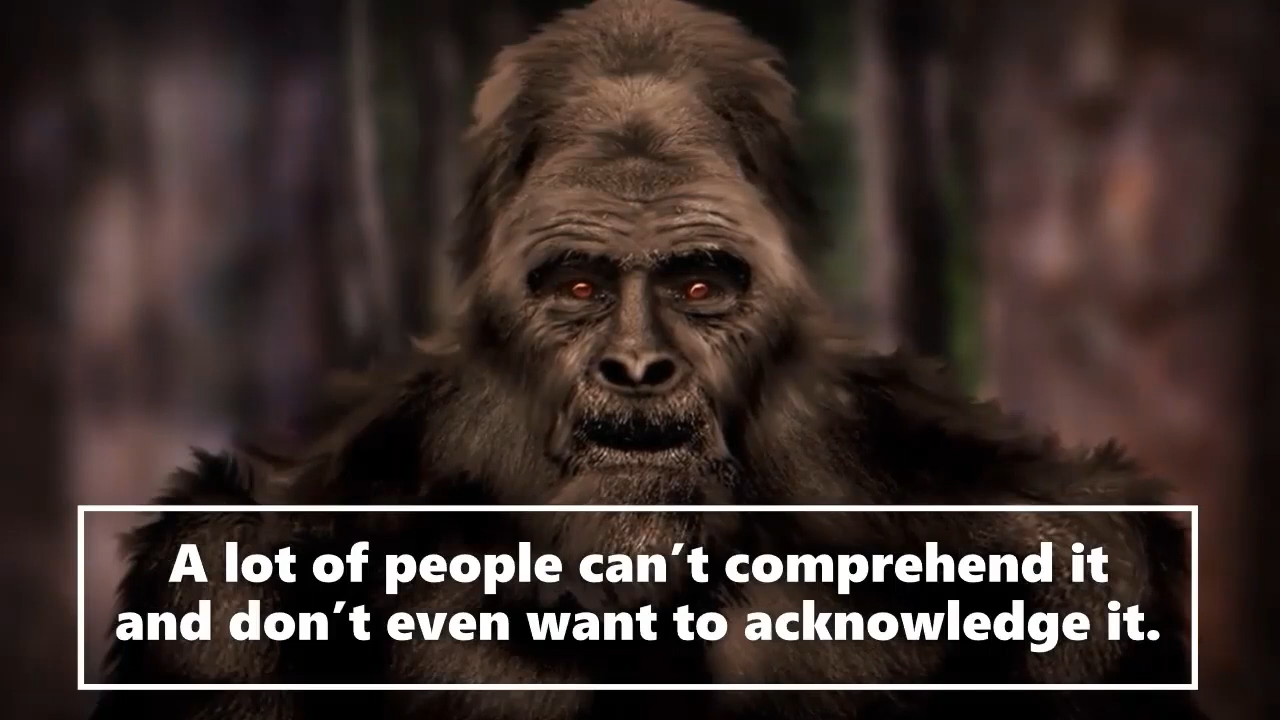 A lot of people can’t comprehend it
and don’t even want to acknowledge it.